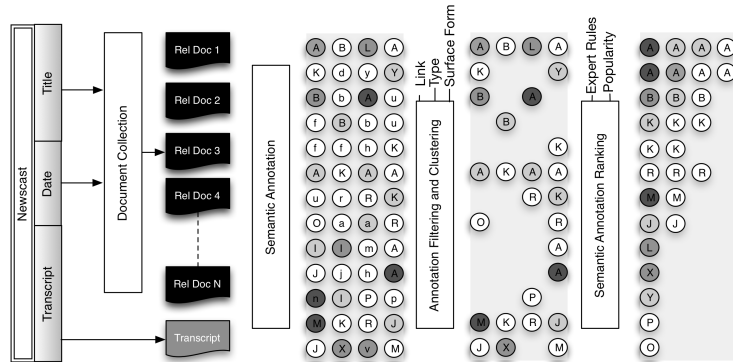 Newscast
Title
Date
Transcript
Document Collection
Rel Doc 1
Rel Doc 2
Rel Doc 3
Rel Doc 4
Rel Doc N
Transcript
Semantic Annotation
A B L A
K d y Y
B b A u
f B b u
f f h K
A K A A
u r R K
O a a R
I I m A
J j h A
n I P p
M K R J
J X v M
Link
Type
Surface Form
Annotation Filtering and Clustering
A B L A
K Y
B A
B
K
A K A A
R K
O R
A
A
P
M K R J
J X M
Expert Rules
Popularity
Semantic Annotation Ranking
A A A A
A A A A
B B B
K K K
K K
R R R
M M
J J
L
X
Y
P
O